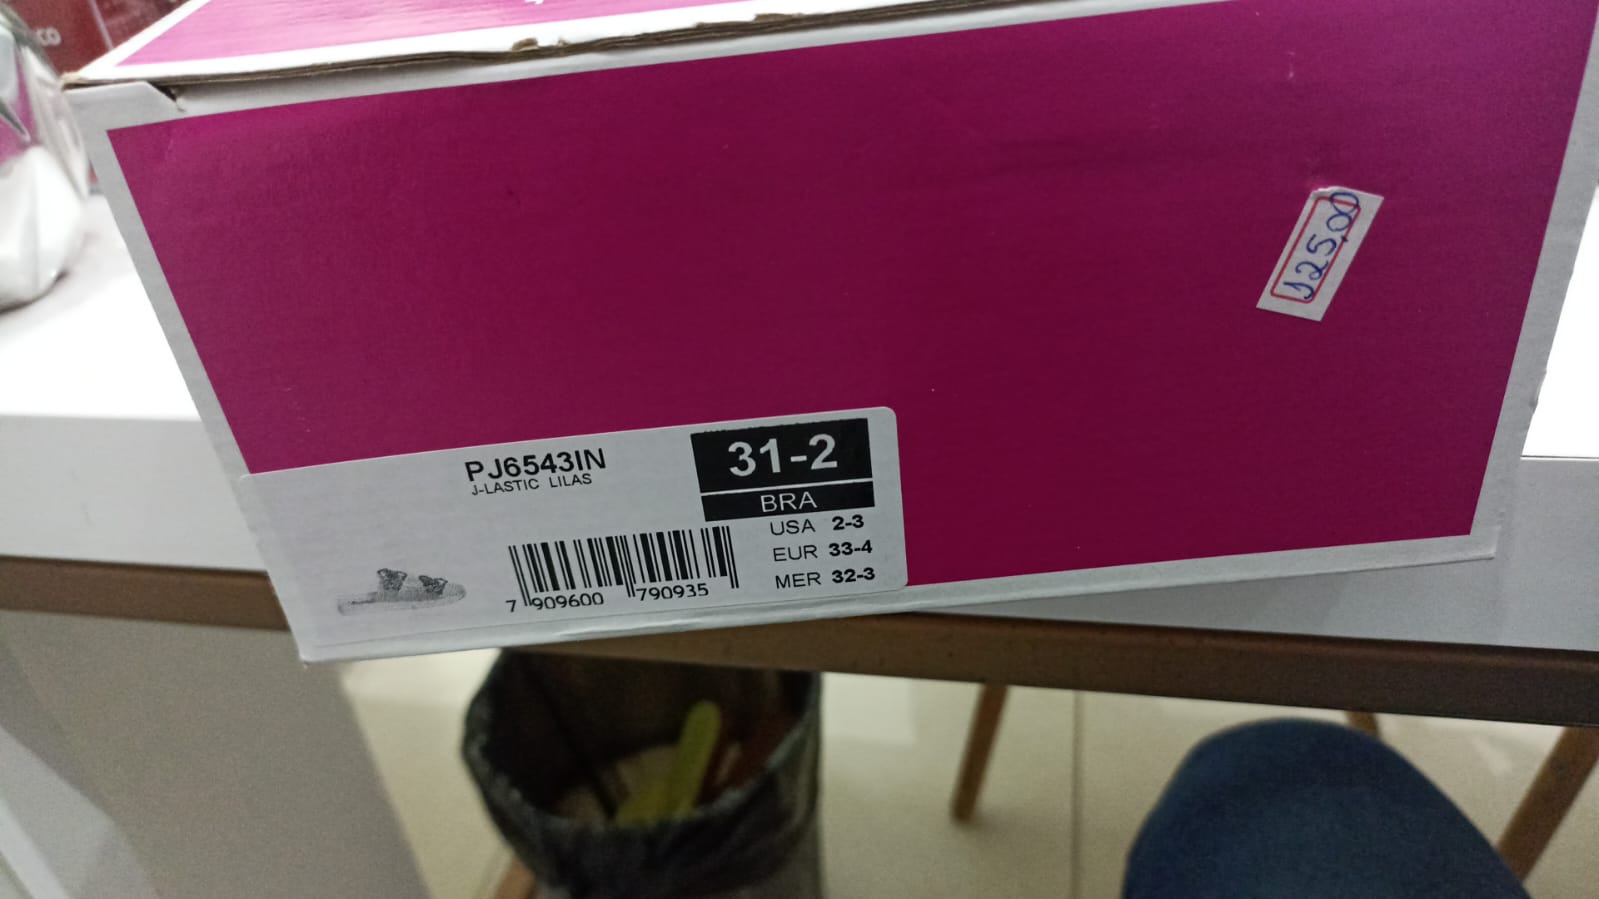 co
125,00
PJ6543IN
J-LASTIC LILAS
31-2
BRA
USA 2-3
EUR 33-4
MER 32-3
7 909600 790935